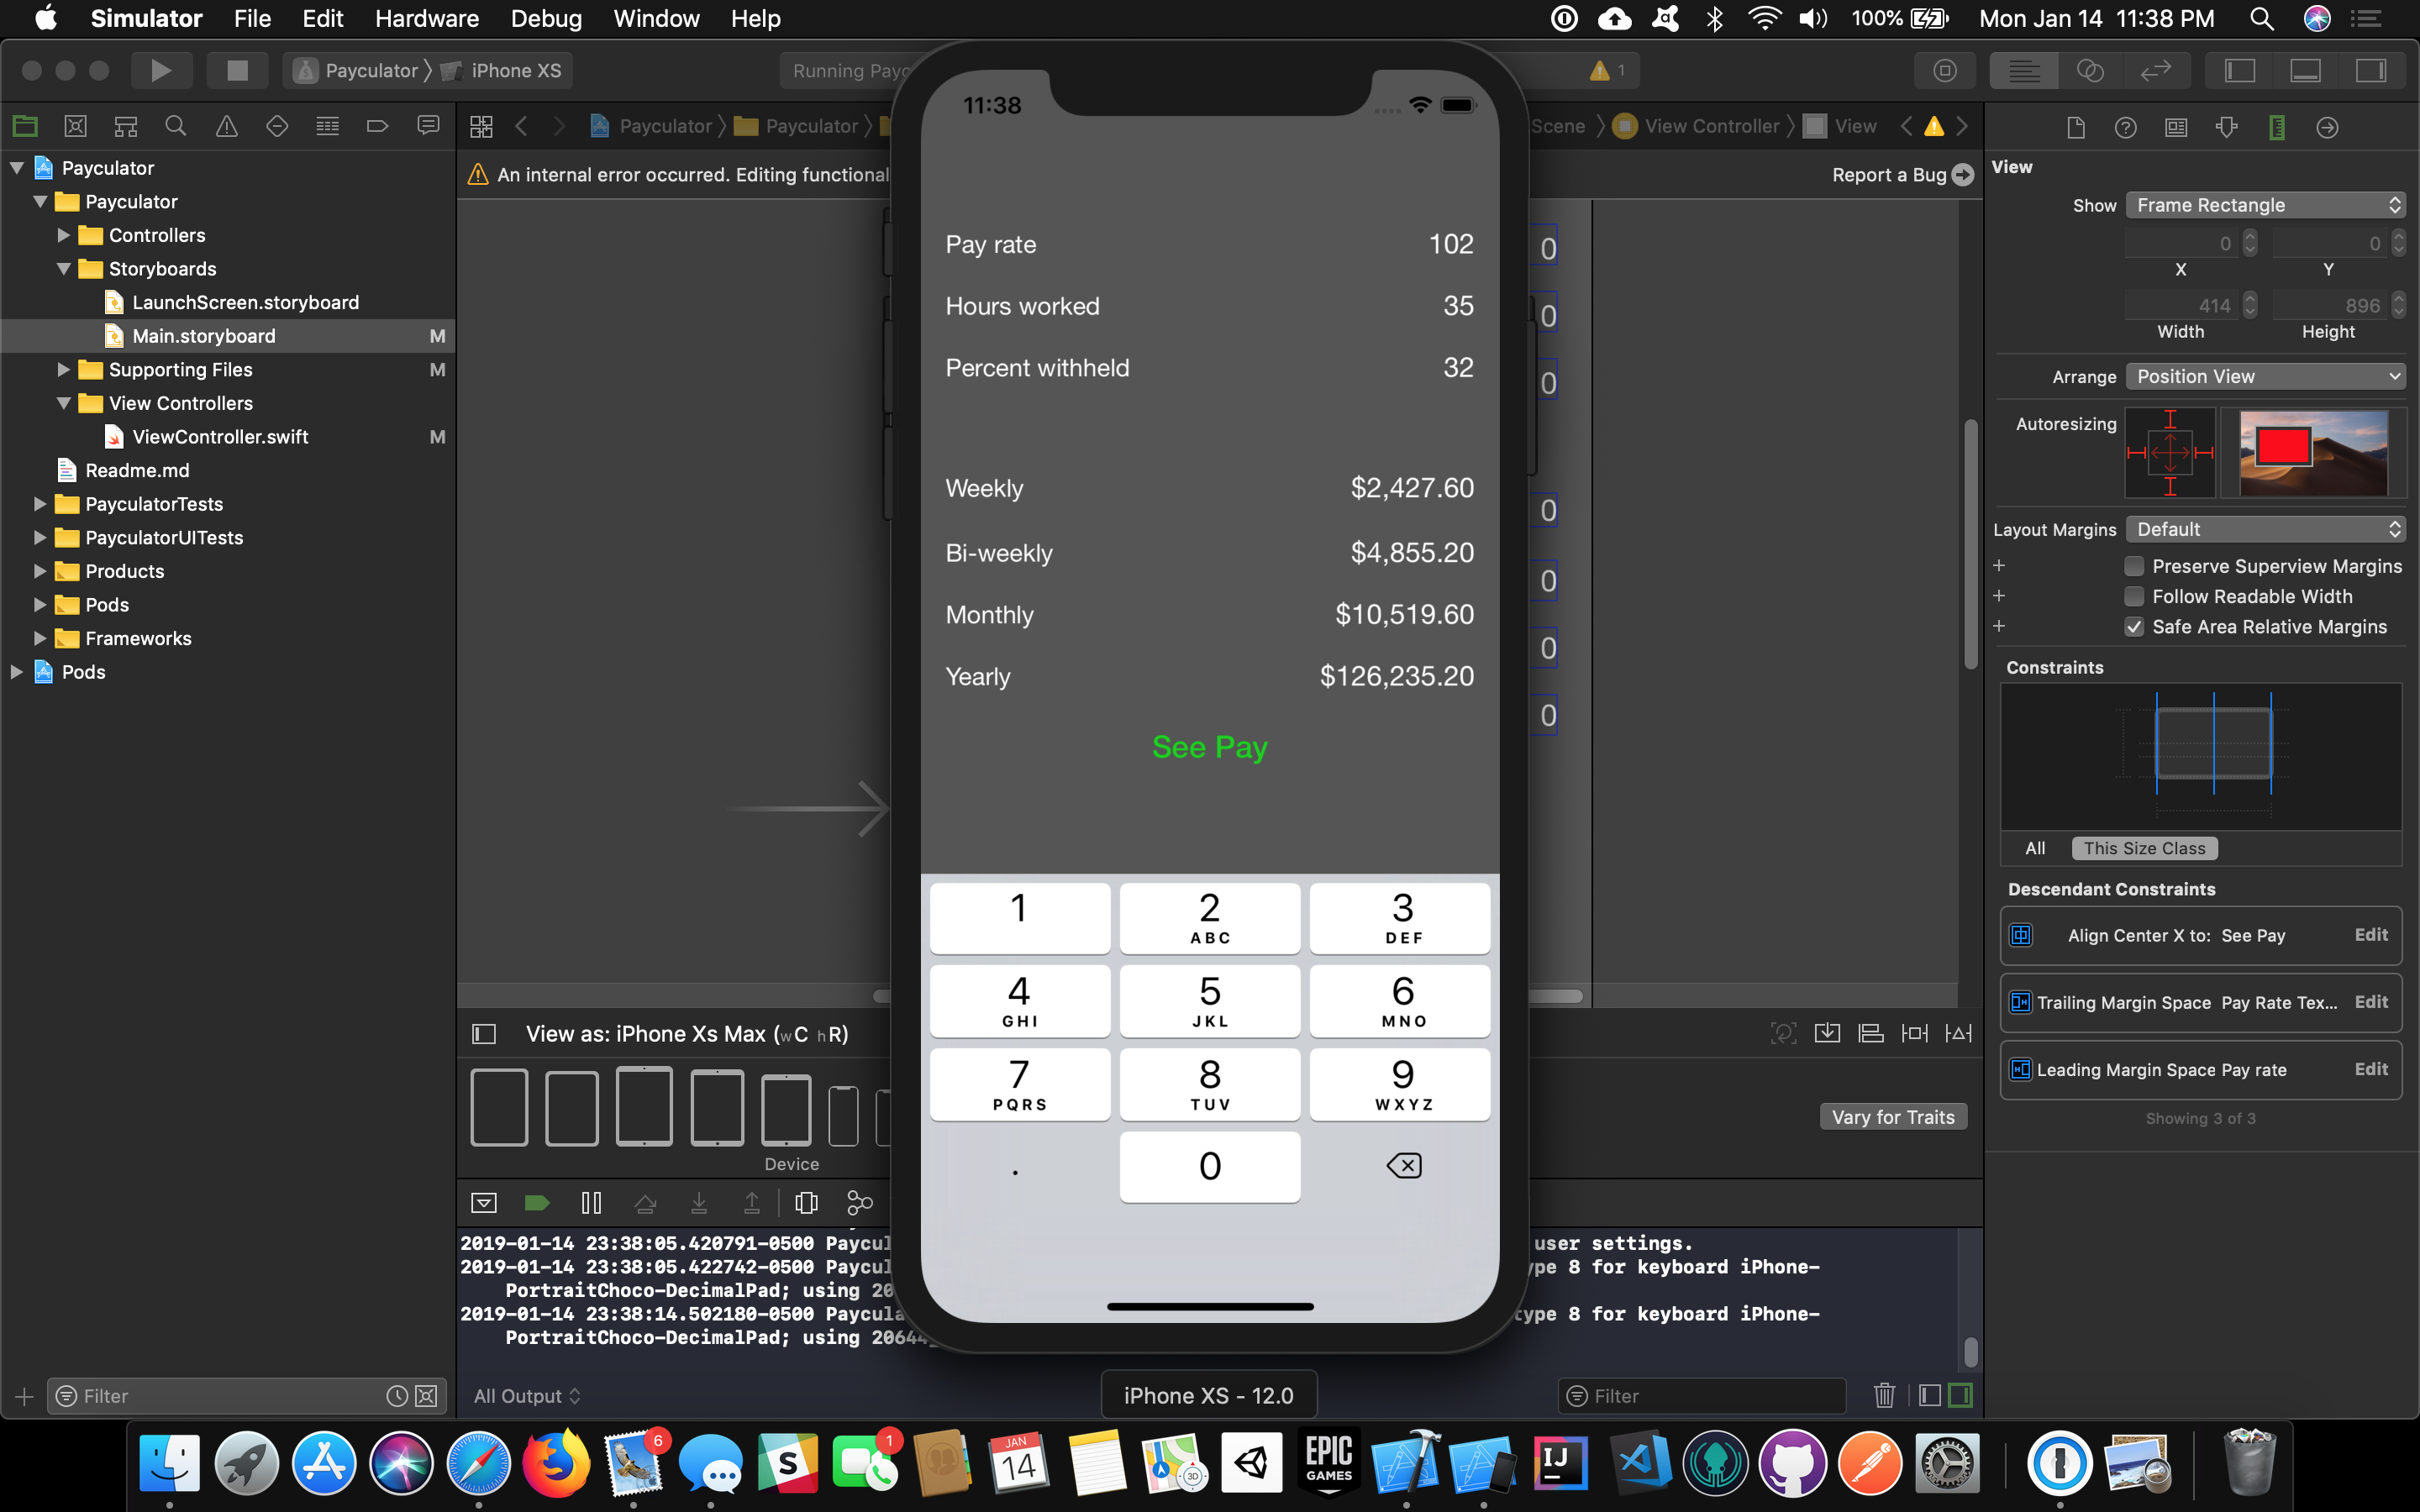 Simulator File Edit Hardware Debug Window Help 100% Mon Jan 14 11:38 PM
Payculator iPhone XS Running Payc 1
Payculator Payculator Scene View Controller View
An internal error occurred. Editing functional Report a Bug
Payculator
Payculator
Controllers
Storyboards
LaunchScreen.storyboard
Main.storyboard M
Supporting Files M
View Controllers
ViewController.swift M
Readme.md
PayculatorTests
PayculatorUITests
Products
Pods
Frameworks
Pods
Filter
11:38
Pay rate 102
Hours worked 35
Percent withheld 32
Weekly $2,427.60
Bi-weekly $4,855.20
Monthly $10,519.60
Yearly $126,235.20
See Pay
1 2 3
ABC DEF
4 5 6
GHI JKL MNO
7 8 9
PQRS TUV WXYZ
. 0
0
0
0
0
0
0
0
View as: iPhone Xs Max (wC hR)
Device
Vary for Traits
2019-01-14 23:38:05.420791-0500 Paycul user settings.
2019-01-14 23:38:05.422742-0500 Paycul ype 8 for keyboard iPhone-
PortraitChoco-DecimalPad; using 20
2019-01-14 23:38:14.502180-0500 Paycula type 8 for keyboard iPhone-
PortraitChoco-DecimalPad; using 20644_
All Output
Filter
iPhone XS - 12.0
View
Show Frame Rectangle
0 0
X Y
414 896
Width Height
Arrange Position View
Autoresizing
Layout Margins Default
Preserve Superview Margins
Follow Readable Width
Safe Area Relative Margins
Constraints
All This Size Class
Descendant Constraints
Align Center X to: See Pay Edit
Trailing Margin Space Pay Rate Tex... Edit
Leading Margin Space Pay rate Edit
Showing 3 of 3
6
S
1
JAN
14
3D
EPIC
GAMES
IJ